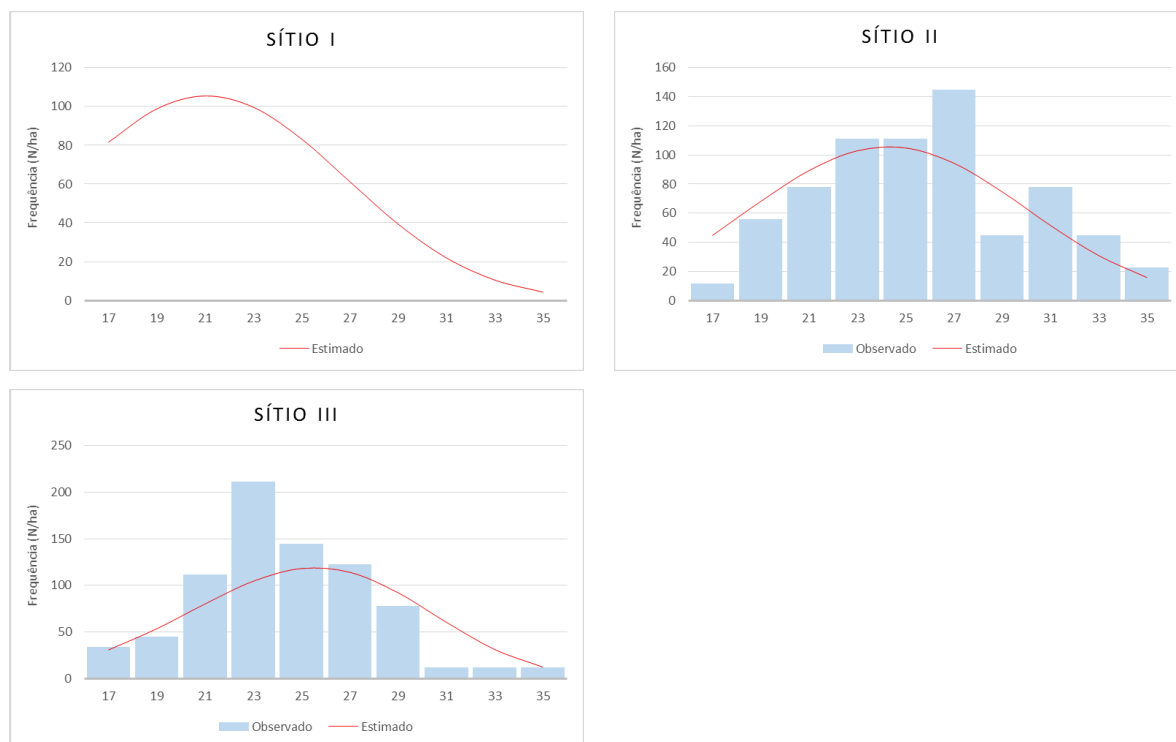 SÍTIO I
Frequência (N/ha)
120
100
80
60
40
20
0
17 19 21 23 25 27 29 31 33 35
Estimado
SÍTIO II
Frequência (N/ha)
160
140
120
100
80
60
40
20
0
17 19 21 23 25 27 29 31 33 35
Observado Estimado
SÍTIO III
Frequência (N/ha)
250
200
150
100
50
0
17 19 21 23 25 27 29 31 33 35
Observado Estimado